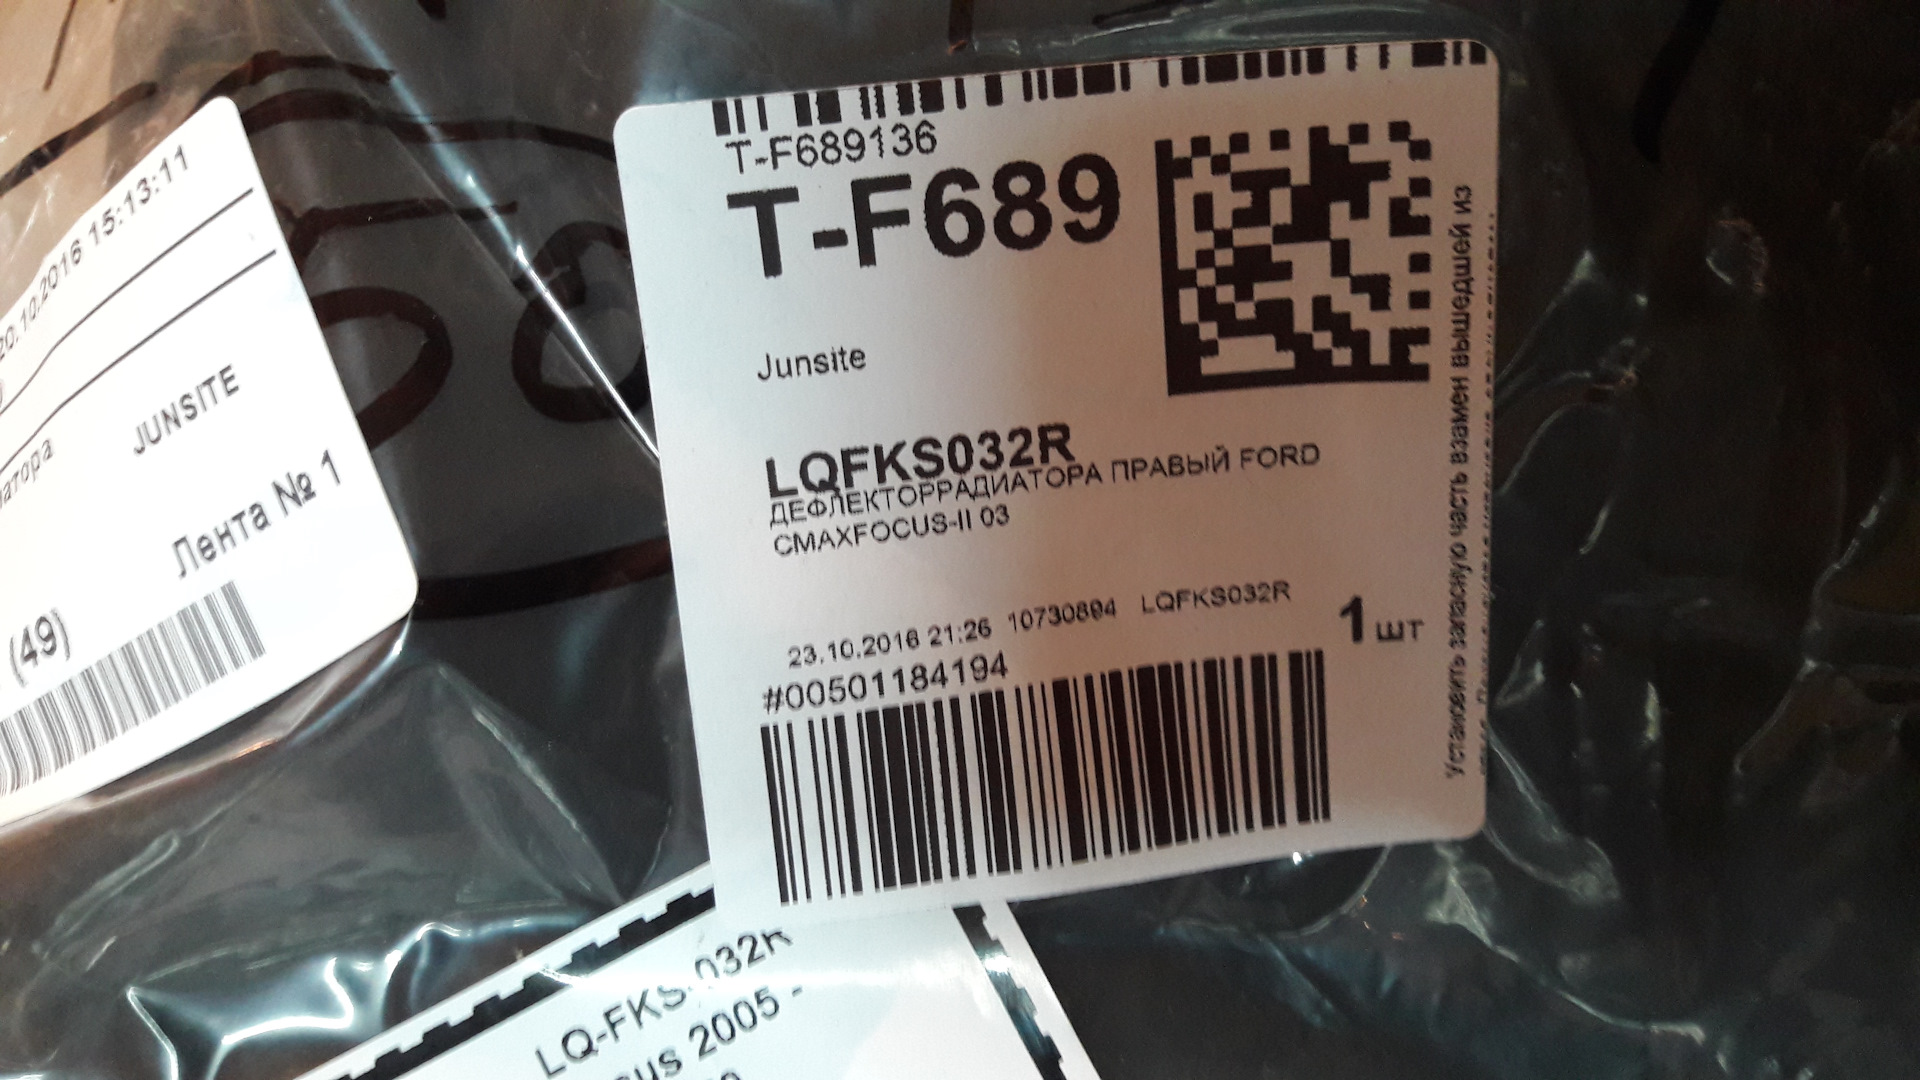 20.10.2016 15:13:11
JUNSITE
Лента № 1
(49)
T-F689136
T-F689
Junsite
LQFKS032R
ДЕФЛЕКТОРРАДИАТОРА ПРАВЫЙ FORD
CMAXFOCUS-II 03
23.10.2016 21:26 10730894 LQFKS032R
1 шт
#00501184194
Установить запасную часть взамен вышедшей из
LQ-FKS-032R
2005 -